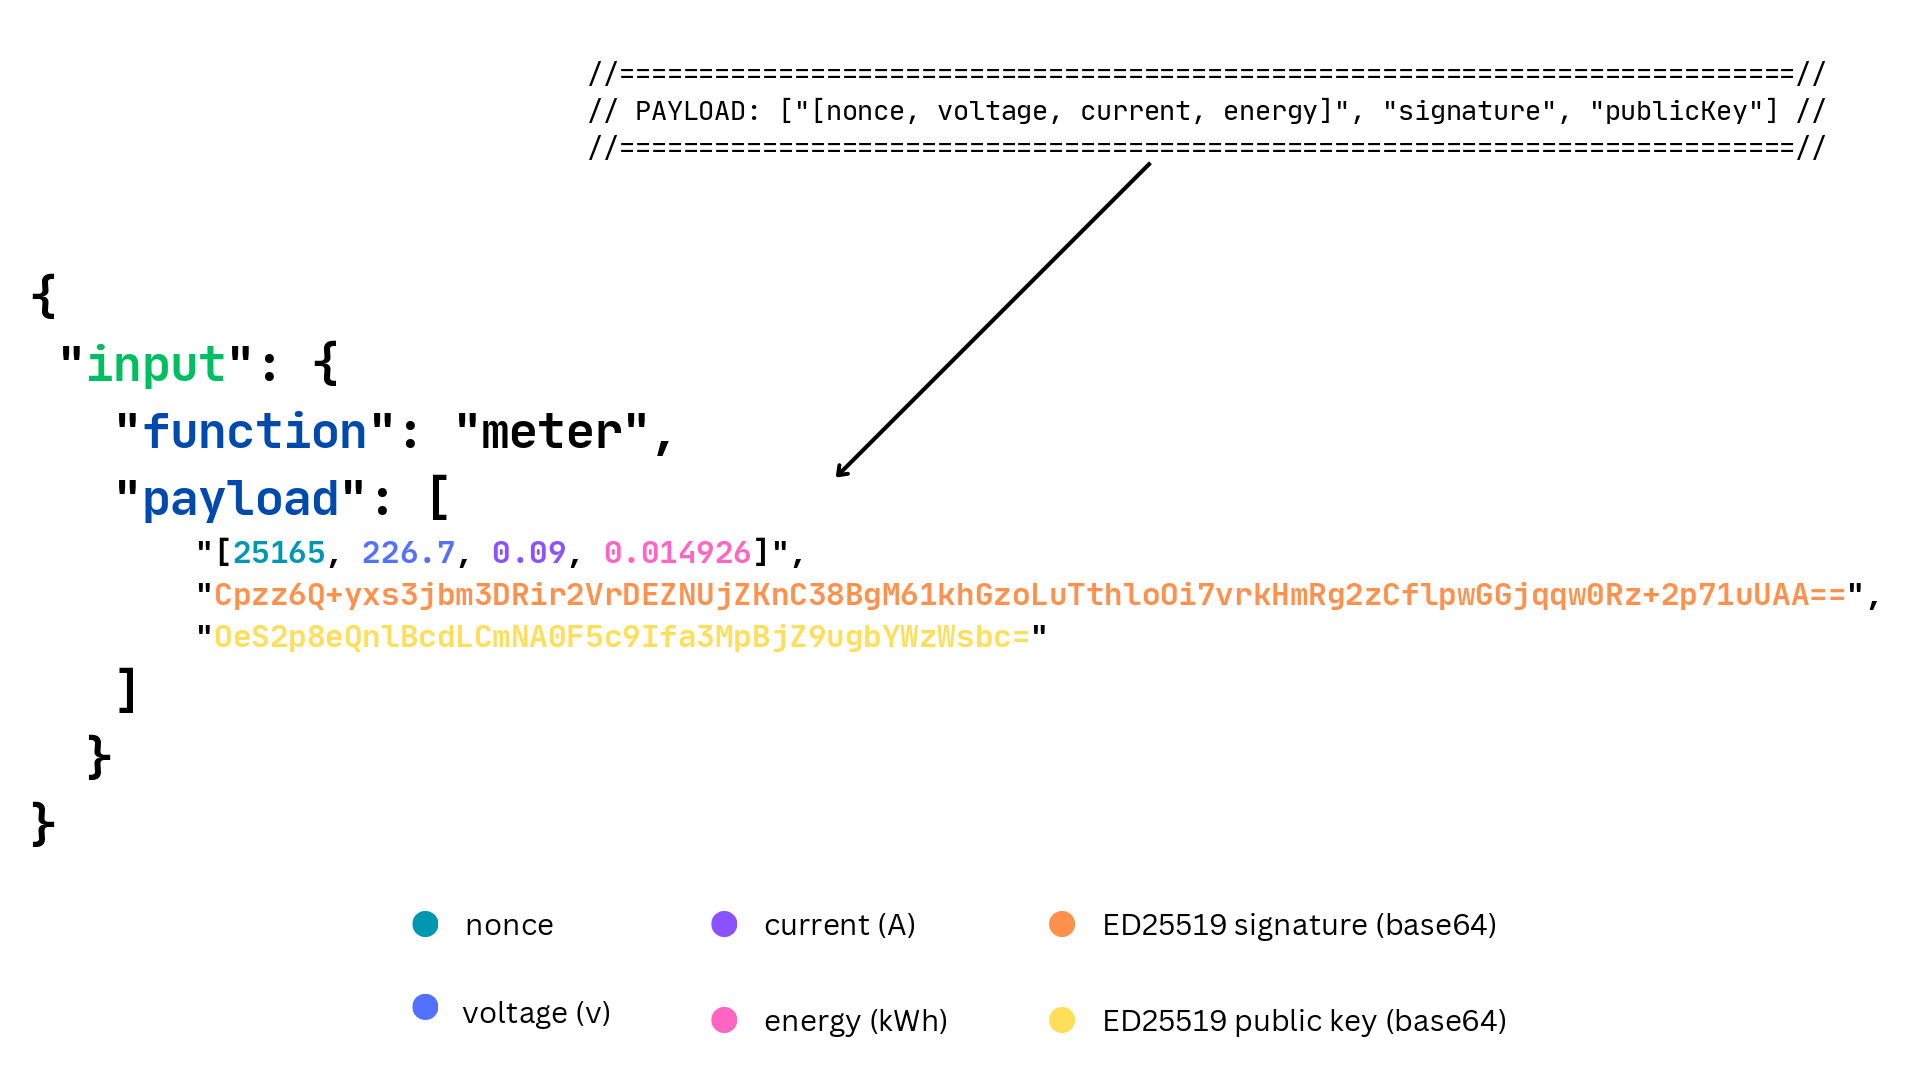 //==========================================================================//
// PAYLOAD: ["[nonce, voltage, current, energy]", "signature", "publicKey"] //
//==========================================================================//
{
"input": {
"function": "meter",
"payload": [
"[25165, 226.7, 0.09, 0.014926]",
"Cpzz6Q+yxs3jbm3DRir2VrDEZNUjZKnC38BgM61khGzoLuTthloOi7vrkHmRg2zCflpwGGjqqw0Rz+2p71uUAA==",
"OeS2p8eQnlBcdLCmNA0F5c9Ifa3MpBjZ9ugbYWzWsbc="
]
}
}
nonce
current (A)
ED25519 signature (base64)
voltage (v)
energy (kWh)
ED25519 public key (base64)